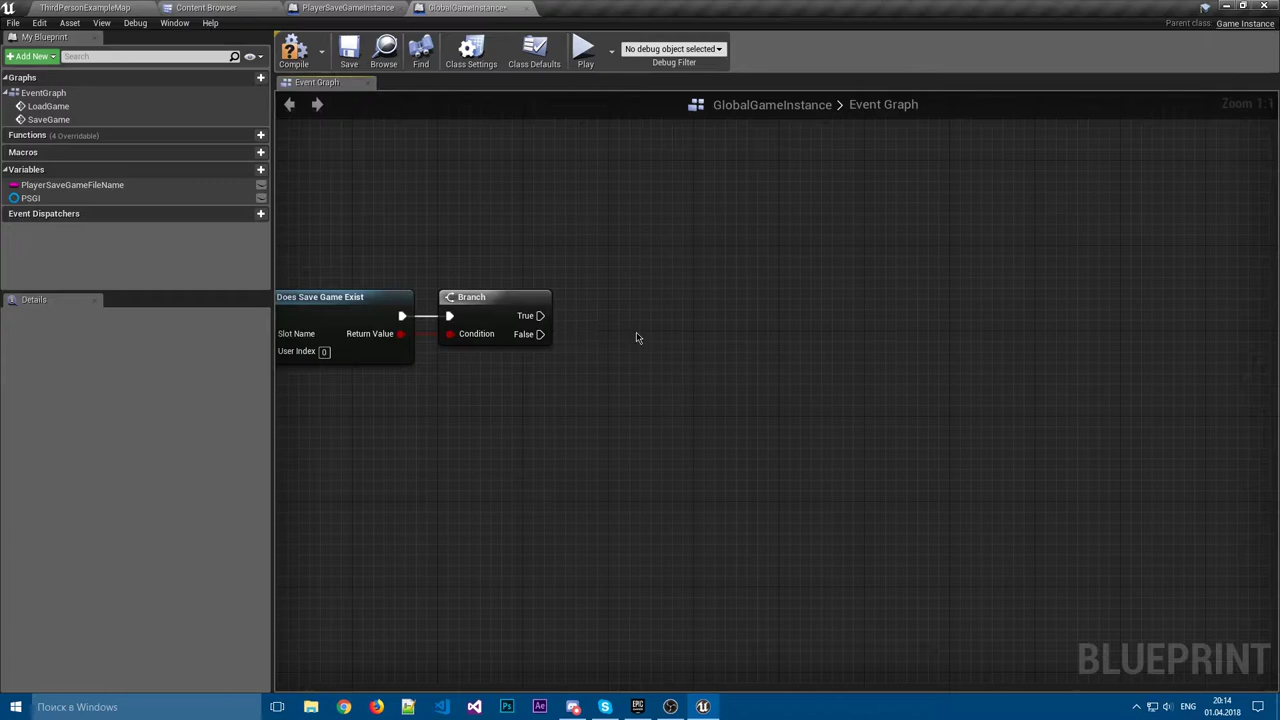 ThirdPersonExampleMap
Content Browser
PlayerSaveGameInstance
GlobalGameInstance*
File Edit Asset View Debug Window Help
Parent class: Game Instance
My Blueprint
Add New
Search
Compile
Save
Browse
Find
Class Settings
Class Defaults
Play
No debug object selected
Debug Filter
Graphs
EventGraph
LoadGame
SaveGame
Functions (4 Overridable)
Macros
Variables
PlayerSaveGameFileName
PSGI
Event Dispatchers
Details
Event Graph
GlobalGameInstance > Event Graph
Zoom 1:1
Does Save Game Exist
Slot Name
Return Value
User Index 0
Branch
True
Condition
False
BLUEPRINT
Поиск в Windows
Ps
Ae
EPIC
ENG
20:14
01.04.2018